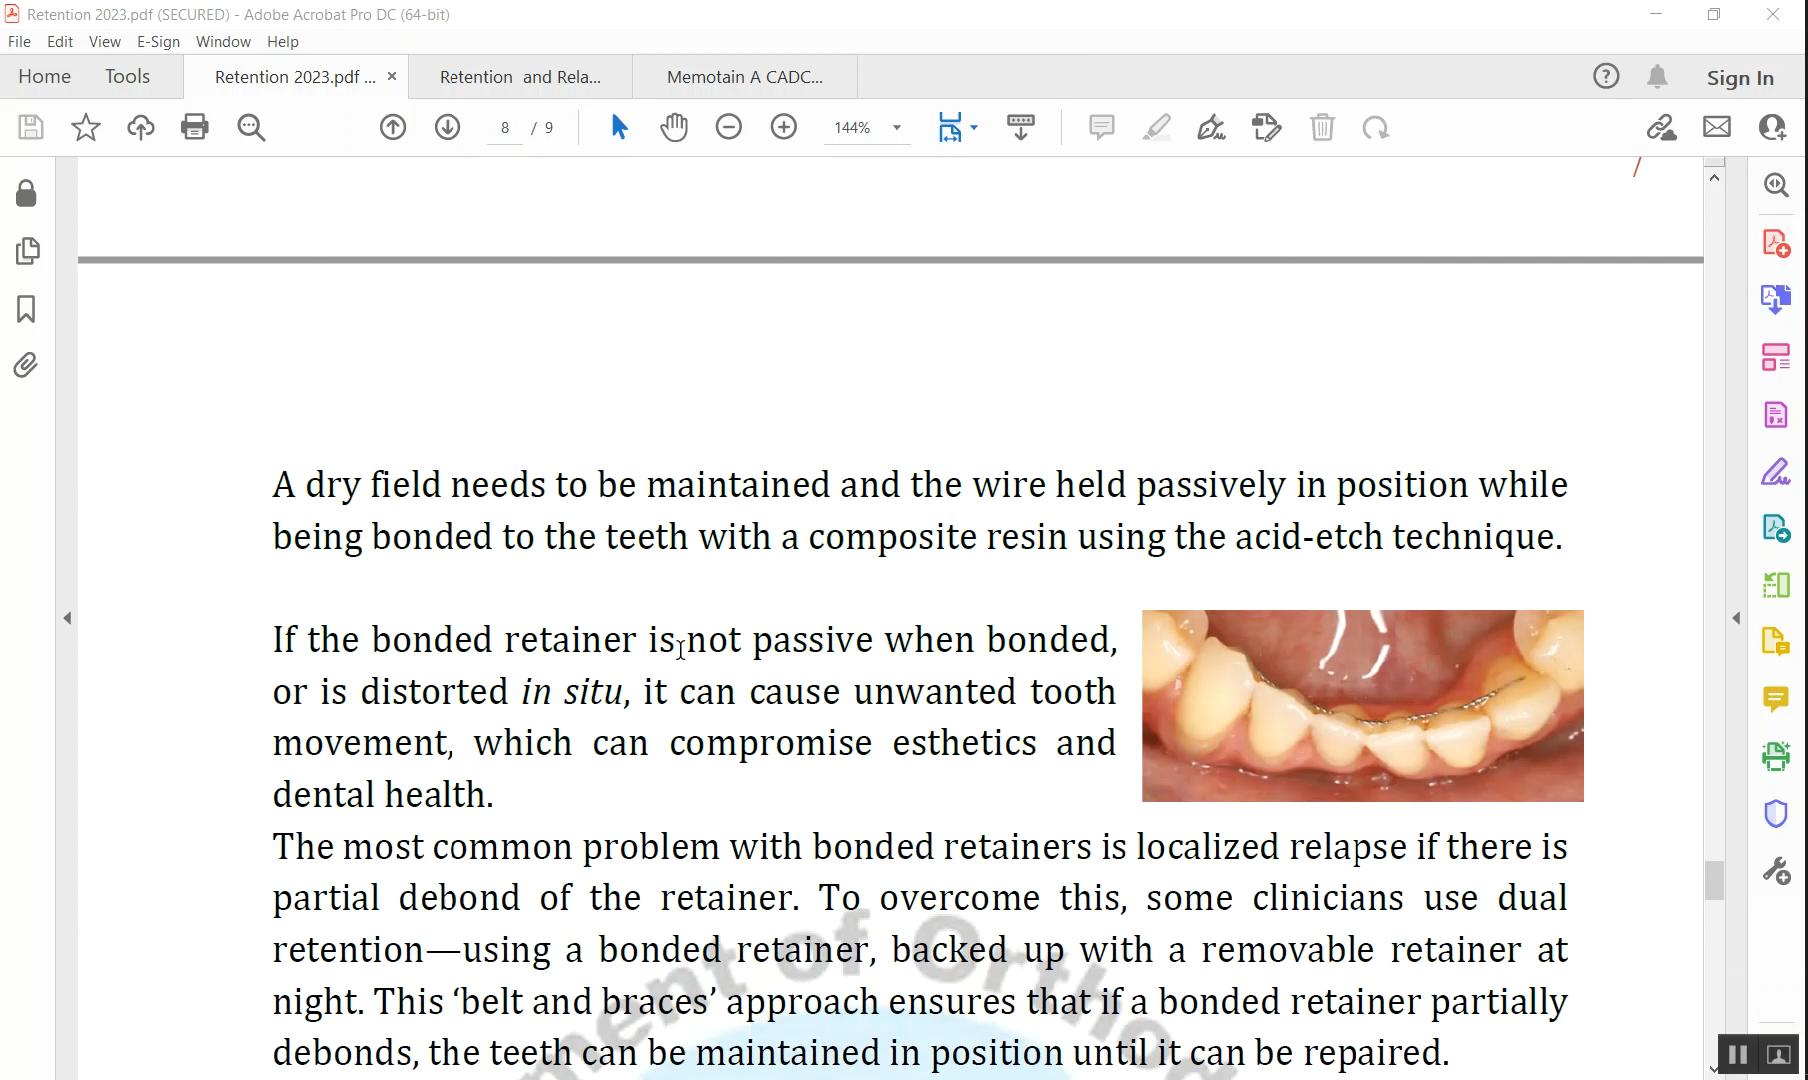 Retention 2023.pdf (SECURED) - Adobe Acrobat Pro DC (64-bit)
File Edit View E-Sign Window Help
Home Tools Retention 2023.pdf ... × Retention and Rela... Memotain A CADC... Sign In
8 / 9 144%
A dry field needs to be maintained and the wire held passively in position while
being bonded to the teeth with a composite resin using the acid-etch technique.
If the bonded retainer is not passive when bonded,
or is distorted in situ, it can cause unwanted tooth
movement, which can compromise esthetics and
dental health.
The most common problem with bonded retainers is localized relapse if there is
partial debond of the retainer. To overcome this, some clinicians use dual
retention—using a bonded retainer, backed up with a removable retainer at
night. This ‘belt and braces’ approach ensures that if a bonded retainer partially
debonds, the teeth can be maintained in position until it can be repaired.
ment of Orthod